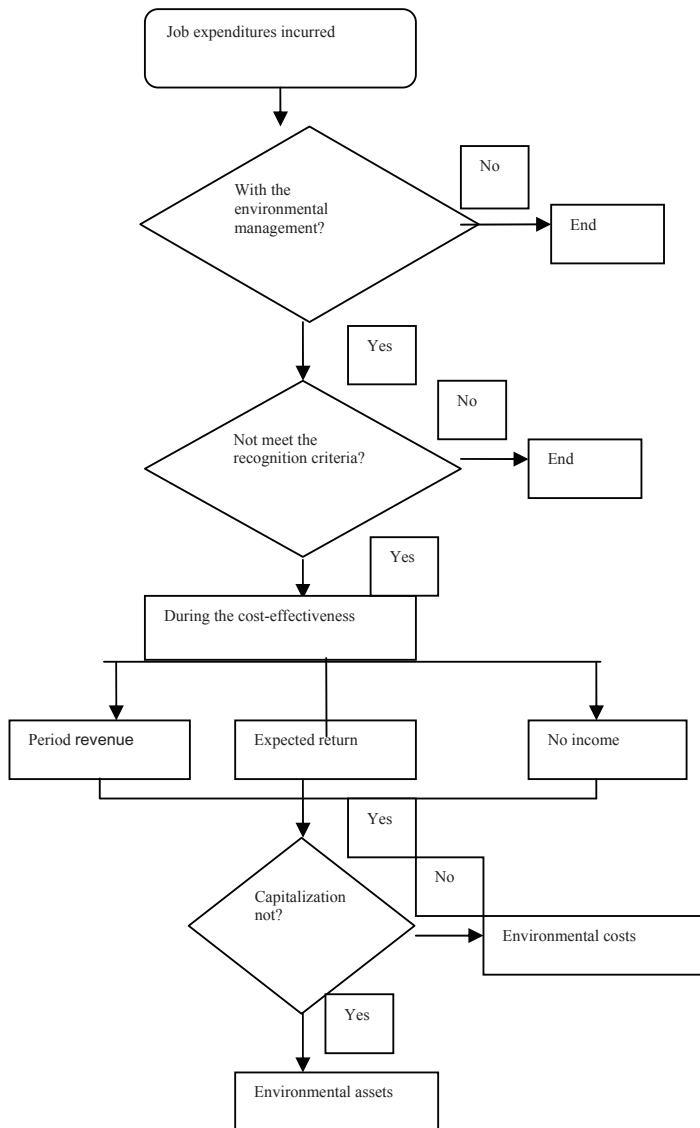 Job expenditures incurred
With the
environmental
management?
No
End
Yes
No
Not meet the
recognition criteria?
End
Yes
During the cost-effectiveness
Period revenue
Expected return
No income
Yes
No
Capitalization
not?
Environmental costs
Yes
Environmental assets